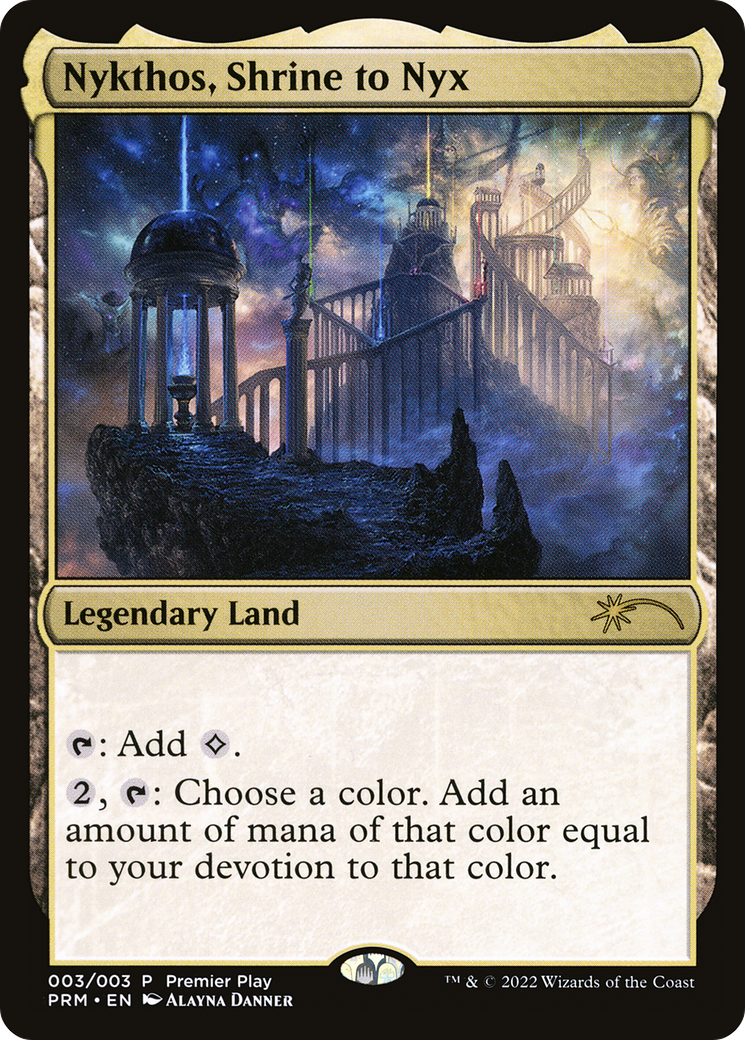 Nykthos, Shrine to Nyx
Legendary Land
: Add .
2, : Choose a color. Add an
amount of mana of that color equal
to your devotion to that color.
003/003 P Premier Play
PRM • EN Alayna Danner
™ & © 2022 Wizards of the Coast